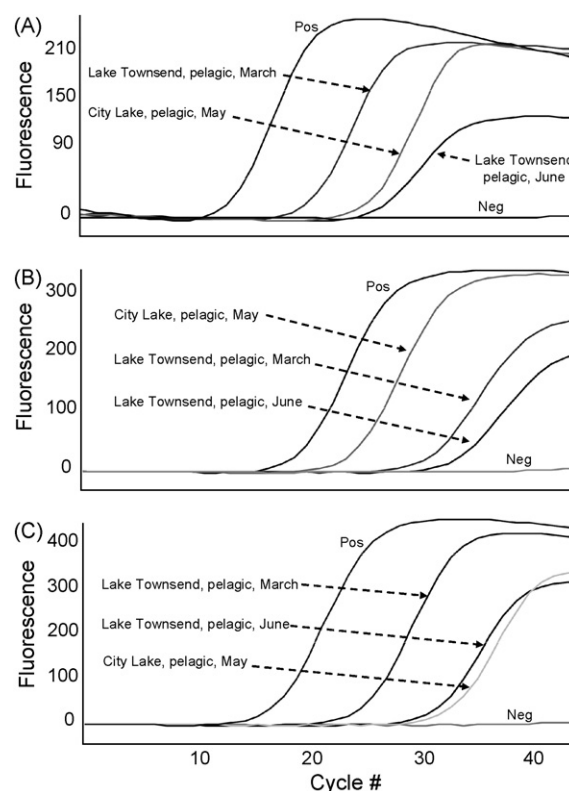 (A)
Fluorescence
210
150
90
0
Pos
Lake Townsend, pelagic, March
City Lake, pelagic, May
Lake Townsend
pelagic, June
Neg
(B)
Fluorescence
300
200
100
0
Pos
City Lake, pelagic, May
Lake Townsend, pelagic, March
Lake Townsend, pelagic, June
Neg
(C)
Fluorescence
400
300
200
100
0
Pos
Lake Townsend, pelagic, March
Lake Townsend, pelagic, June
City Lake, pelagic, May
Neg
10 20 30 40
Cycle #